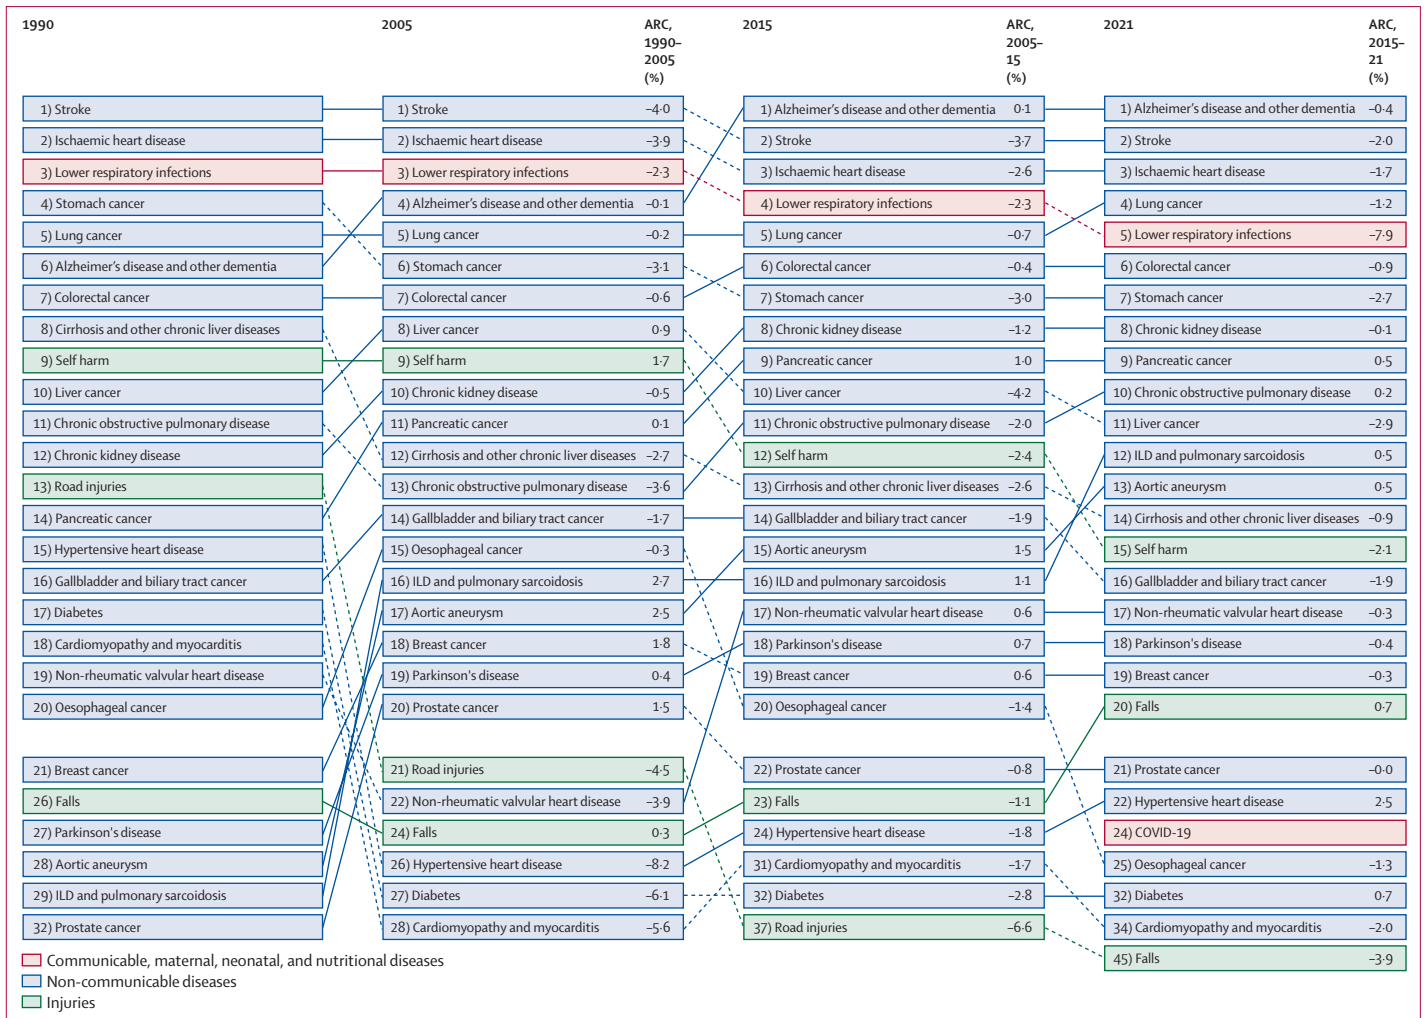 1990
2005
ARC,
1990–
2005
(%)
2015
ARC,
2005–
15
(%)
2021
ARC,
2015–
21
(%)
1) Stroke
2) Ischaemic heart disease
3) Lower respiratory infections
4) Stomach cancer
5) Lung cancer
6) Alzheimer's disease and other dementia
7) Colorectal cancer
8) Cirrhosis and other chronic liver diseases
9) Self harm
10) Liver cancer
11) Chronic obstructive pulmonary disease
12) Chronic kidney disease
13) Road injuries
14) Pancreatic cancer
15) Hypertensive heart disease
16) Gallbladder and biliary tract cancer
17) Diabetes
18) Cardiomyopathy and myocarditis
19) Non-rheumatic valvular heart disease
20) Oesophageal cancer
21) Breast cancer
26) Falls
27) Parkinson's disease
28) Aortic aneurysm
29) ILD and pulmonary sarcoidosis
32) Prostate cancer
1) Stroke −4·0
2) Ischaemic heart disease −3·9
3) Lower respiratory infections −2·3
4) Alzheimer's disease and other dementia −0·1
5) Lung cancer −0·2
6) Stomach cancer −3·1
7) Colorectal cancer −0·6
8) Liver cancer 0·9
9) Self harm 1·7
10) Chronic kidney disease −0·5
11) Pancreatic cancer 0·1
12) Cirrhosis and other chronic liver diseases −2·7
13) Chronic obstructive pulmonary disease −3·6
14) Gallbladder and biliary tract cancer −1·7
15) Oesophageal cancer −0·3
16) ILD and pulmonary sarcoidosis 2·7
17) Aortic aneurysm 2·5
18) Breast cancer 1·8
19) Parkinson's disease 0·4
20) Prostate cancer 1·5
21) Road injuries −4·5
22) Non-rheumatic valvular heart disease −3·9
24) Falls 0·3
26) Hypertensive heart disease −8·2
27) Diabetes −6·1
28) Cardiomyopathy and myocarditis −5·6
1) Alzheimer's disease and other dementia 0·1
2) Stroke −3·7
3) Ischaemic heart disease −2·6
4) Lower respiratory infections −2·3
5) Lung cancer −0·7
6) Colorectal cancer −0·4
7) Stomach cancer −3·0
8) Chronic kidney disease −1·2
9) Pancreatic cancer 1·0
10) Liver cancer −4·2
11) Chronic obstructive pulmonary disease −2·0
12) Self harm −2·4
13) Cirrhosis and other chronic liver diseases −2·6
14) Gallbladder and biliary tract cancer −1·9
15) Aortic aneurysm 1·5
16) ILD and pulmonary sarcoidosis 1·1
17) Non-rheumatic valvular heart disease 0·6
18) Parkinson's disease 0·7
19) Breast cancer 0·6
20) Oesophageal cancer −1·4
22) Prostate cancer −0·8
23) Falls −1·1
24) Hypertensive heart disease −1·8
31) Cardiomyopathy and myocarditis −1·7
32) Diabetes −2·8
37) Road injuries −6·6
1) Alzheimer's disease and other dementia −0·4
2) Stroke −2·0
3) Ischaemic heart disease −1·7
4) Lung cancer −1·2
5) Lower respiratory infections −7·9
6) Colorectal cancer −0·9
7) Stomach cancer −2·7
8) Chronic kidney disease −0·1
9) Pancreatic cancer 0·5
10) Chronic obstructive pulmonary disease 0·2
11) Liver cancer −2·9
12) ILD and pulmonary sarcoidosis 0·5
13) Aortic aneurysm 0·5
14) Cirrhosis and other chronic liver diseases −0·9
15) Self harm −2·1
16) Gallbladder and biliary tract cancer −1·9
17) Non-rheumatic valvular heart disease −0·3
18) Parkinson's disease −0·4
19) Breast cancer −0·3
20) Falls 0·7
21) Prostate cancer −0·0
22) Hypertensive heart disease 2·5
24) COVID-19
25) Oesophageal cancer −1·3
32) Diabetes 0·7
34) Cardiomyopathy and myocarditis −2·0
45) Falls −3·9
Communicable, maternal, neonatal, and nutritional diseases
Non-communicable diseases
Injuries